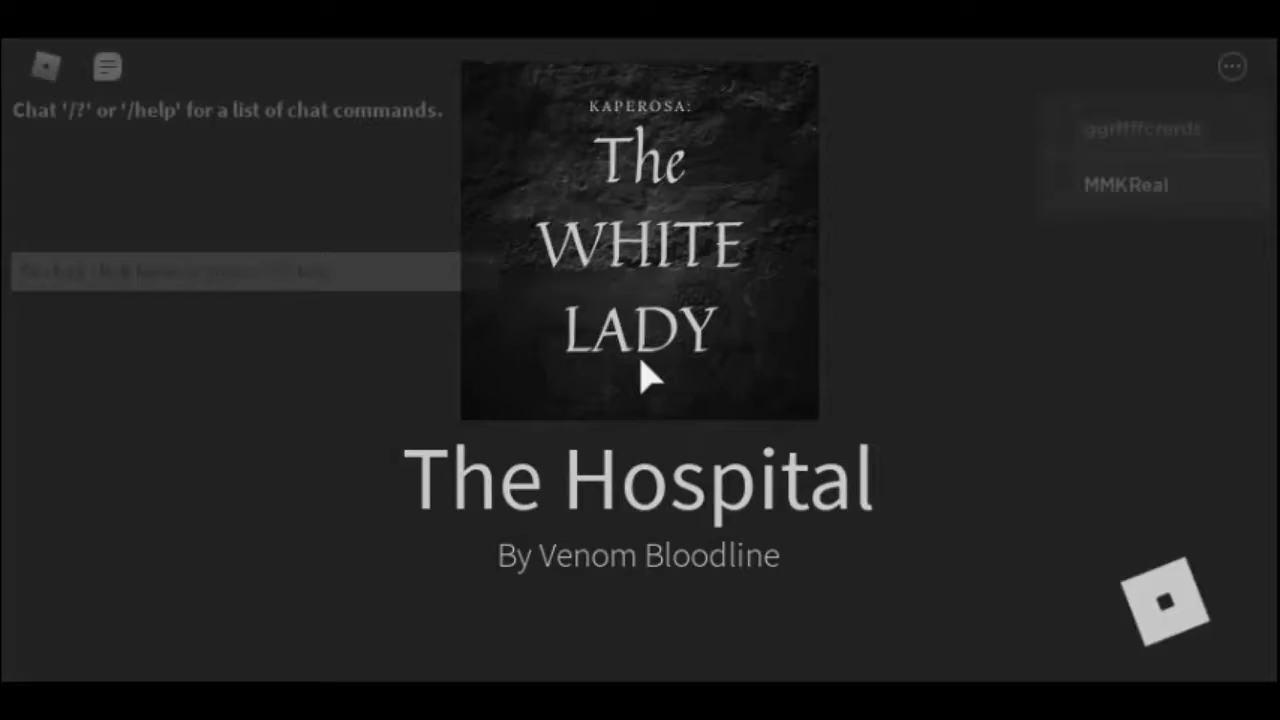 Chat '/?' or '/help' for a list of chat commands.
KAPEROSA:
The
WHITE
LADY
MMKReal
The Hospital
By Venom Bloodline